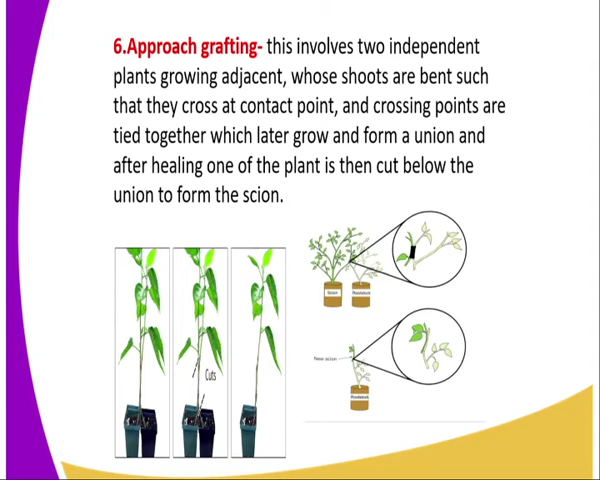 6.Approach grafting- this involves two independent
plants growing adjacent, whose shoots are bent such
that they cross at contact point, and crossing points are
tied together which later grow and form a union and
after healing one of the plant is then cut below the
union to form the scion.
Scion
Rootstock
Cuts
New scion
Rootstock